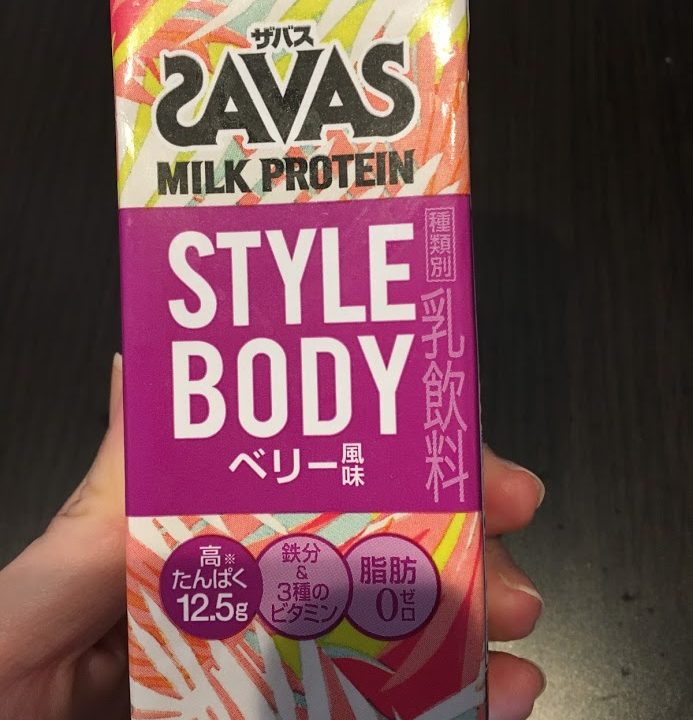 ザバス
SAVAS
MILK PROTEIN
STYLE
BODY
ベリー風味
種類別
乳飲料
高※
たんぱく
12.5g
鉄分
&
3種の
ビタミン
脂肪
0ゼロ